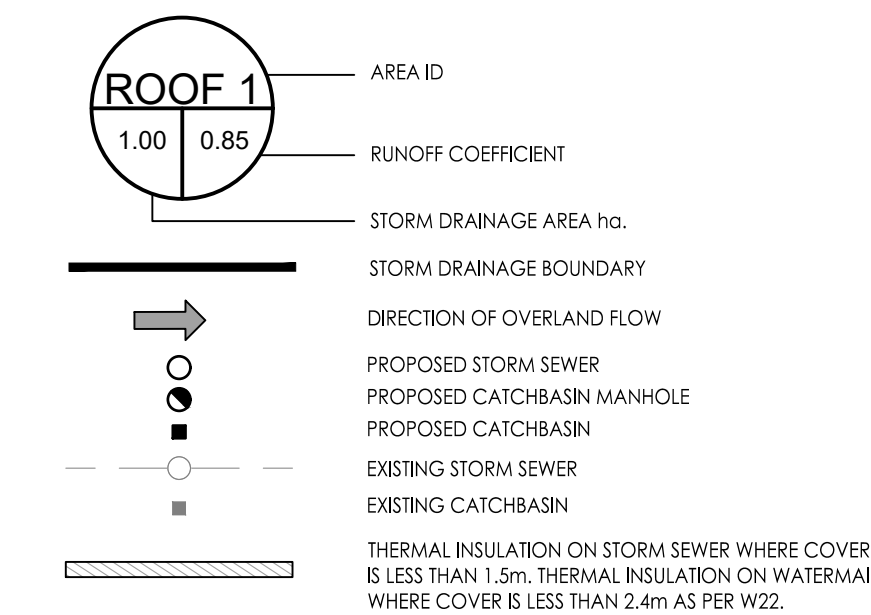 ROOF 1
1.00 0.85
AREA ID
RUNOFF COEFFICIENT
STORM DRAINAGE AREA ha.
STORM DRAINAGE BOUNDARY
DIRECTION OF OVERLAND FLOW
PROPOSED STORM SEWER
PROPOSED CATCHBASIN MANHOLE
PROPOSED CATCHBASIN
EXISTING STORM SEWER
EXISTING CATCHBASIN
THERMAL INSULATION ON STORM SEWER WHERE COVER
IS LESS THAN 1.5m. THERMAL INSULATION ON WATERMAI
WHERE COVER IS LESS THAN 2.4m AS PER W22.